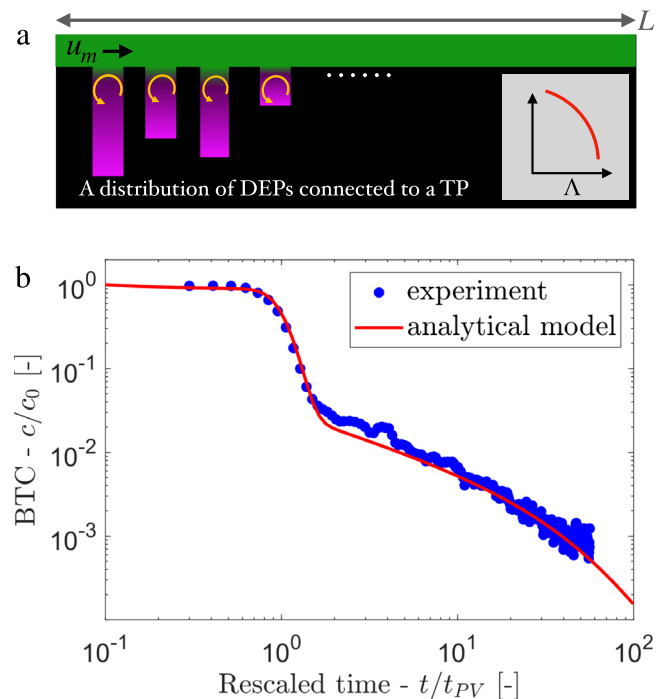 a
L
u_m
......
Λ
A distribution of DEPs connected to a TP
b
experiment
analytical model
BTC - c/c_0 [-]
10^0
10^-1
10^-2
10^-3
10^-1 10^0 10^1 10^2
Rescaled time - t/t_PV [-]